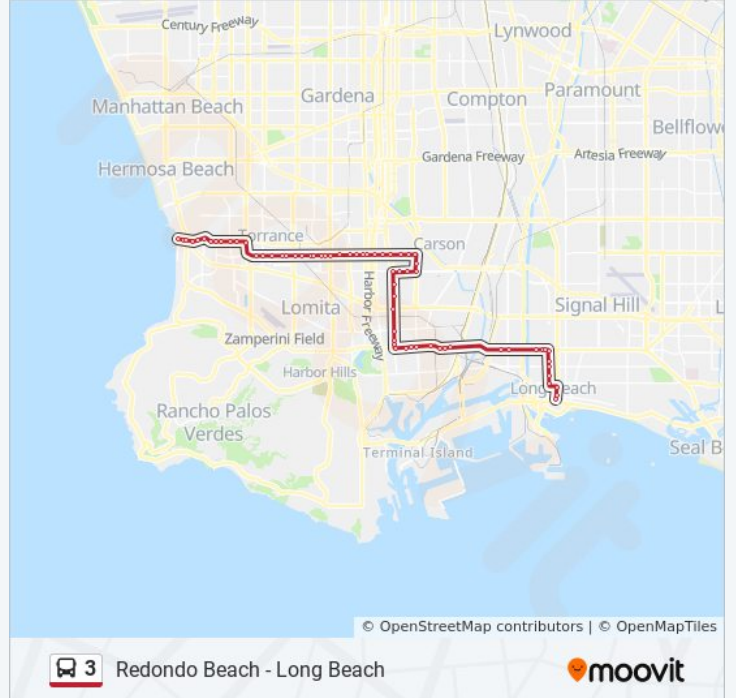 Century Freeway
Lynwood
Manhattan Beach
Gardena
Compton
Paramount
Bellflowe
Hermosa Beach
Gardena Freeway
Artesia Freeway
Torrance
Carson
Harbor Freeway
Lomita
Signal Hill
L
Zamperini Field
Harbor Hills
Long Beach
Rancho Palos
Verdes
Terminal Island
Seal B
© OpenStreetMap contributors | © OpenMapTiles
3 Redondo Beach - Long Beach
moovit